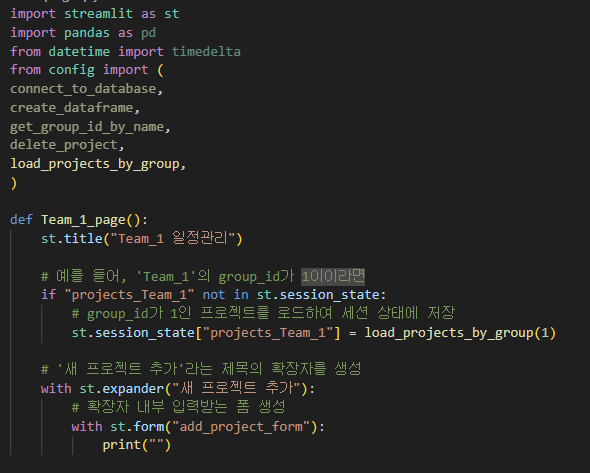 import streamlit as st
import pandas as pd
from datetime import timedelta
from config import (
connect_to_database,
create_dataframe,
get_group_id_by_name,
delete_project,
load_projects_by_group,
)
def Team_1_page():
    st.title("Team_1 일정관리")
    # 예를 들어, 'Team_1'의 group_id가 1이이라면
    if "projects_Team_1" not in st.session_state:
        # group_id가 1인 프로젝트를 로드하여 세션 상태에 저장
        st.session_state["projects_Team_1"] = load_projects_by_group(1)
    # '새 프로젝트 추가'라는 제목의 확장자를 생성
    with st.expander("새 프로젝트 추가"):
        # 확장자 내부 입력받는 폼 생성
        with st.form("add_project_form"):
            print("")